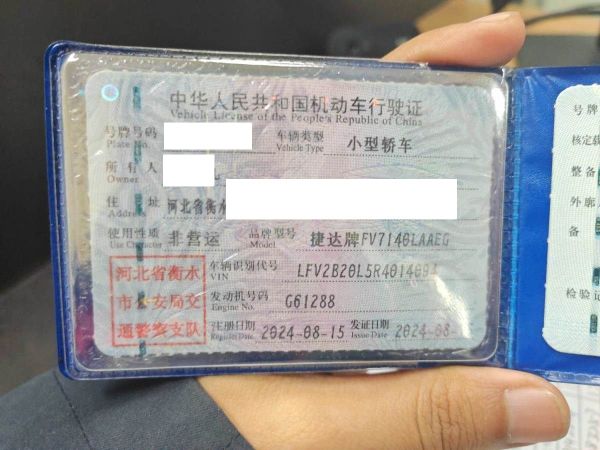 中华人民共和国机动车行驶证
Vehicle License of the People's Republic of China
号牌号码 车辆类型 小型轿车
Plate No. Vehicle Type
所有人
Owner
住址 河北省衡水
Address
使用性质 非营运 品牌型号 捷达牌FV7140LAAEG
Use Character Model
河北省衡水 车辆识别代号 LFV2B20L5R4014084
VIN
市公安局交 发动机号码 G61288
Engine No.
通警察支队 注册日期 2024-08-15 发证日期 2024-08-
Register Date Issue Date
号牌
核定载
整备
外廓
备
检验记